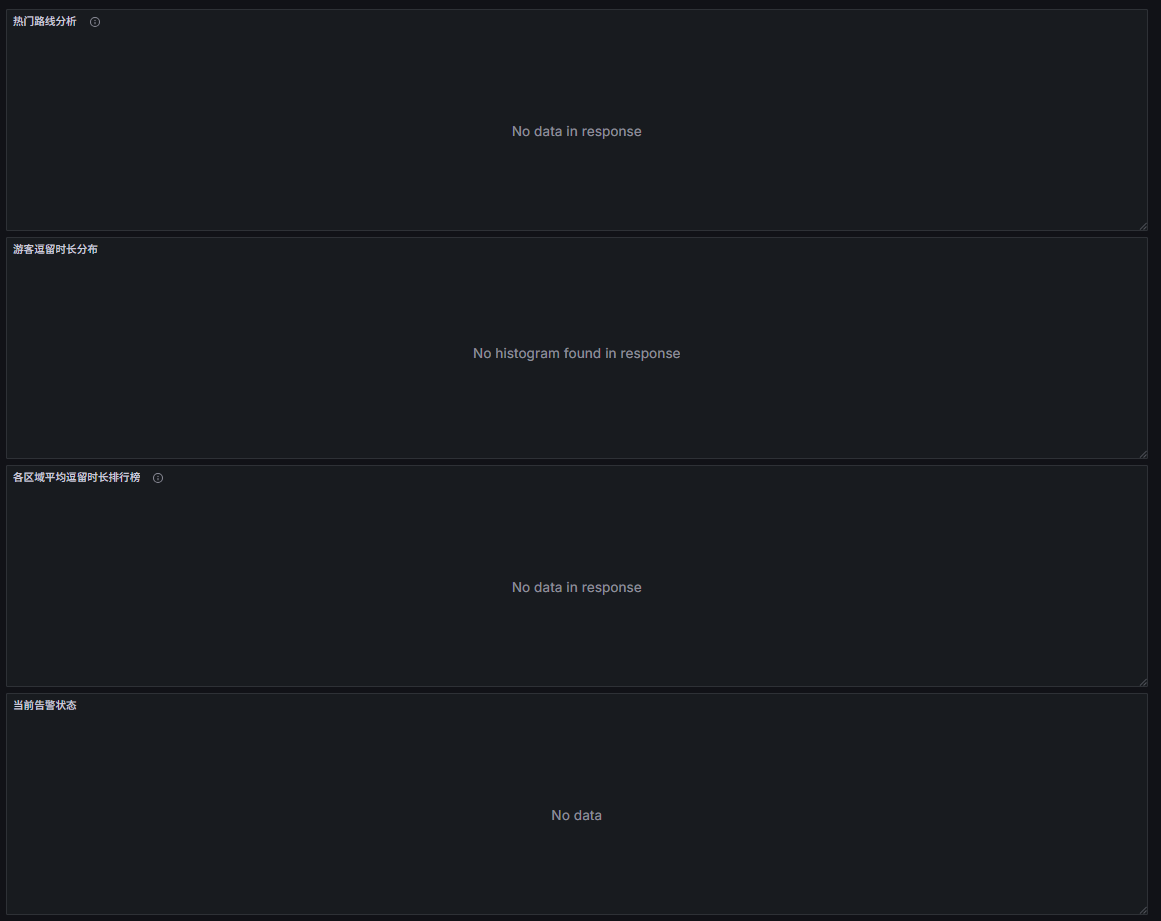 热门路线分析
No data in response
游客逗留时长分布
No histogram found in response
各区域平均逗留时长排行榜
No data in response
当前告警状态
No data